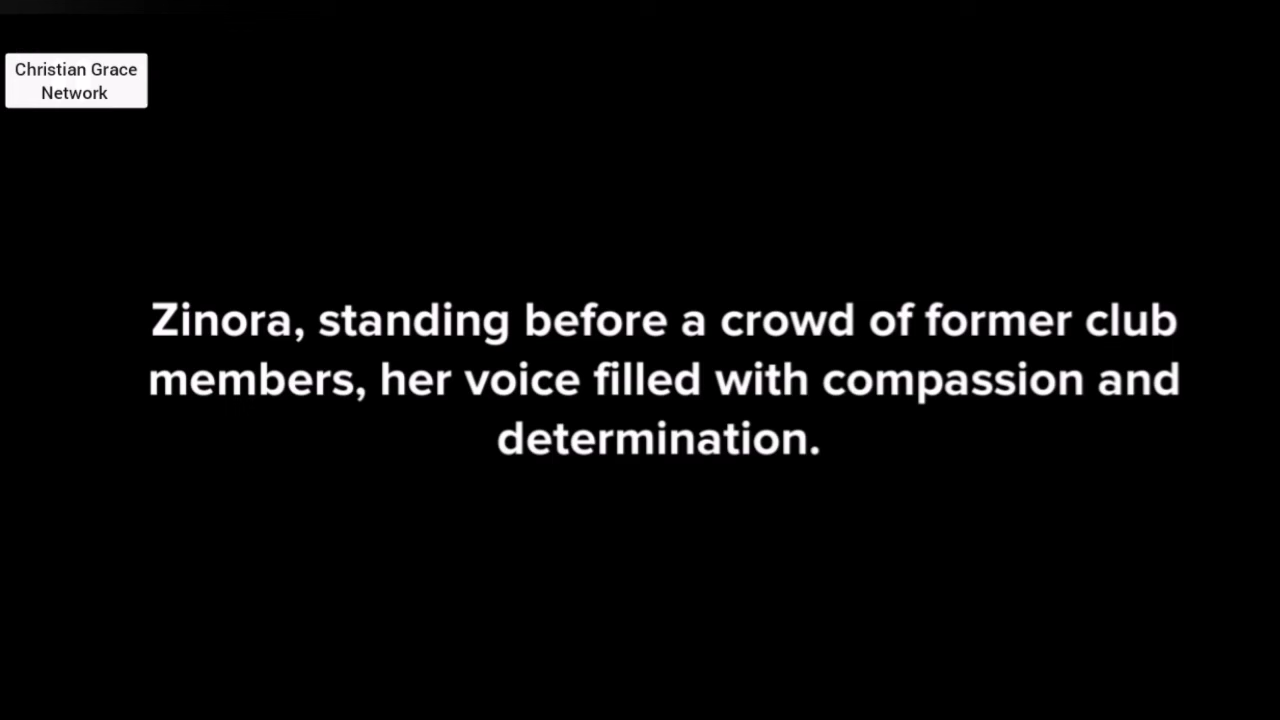 Christian Grace
Network
Zinora, standing before a crowd of former club
members, her voice filled with compassion and
determination.